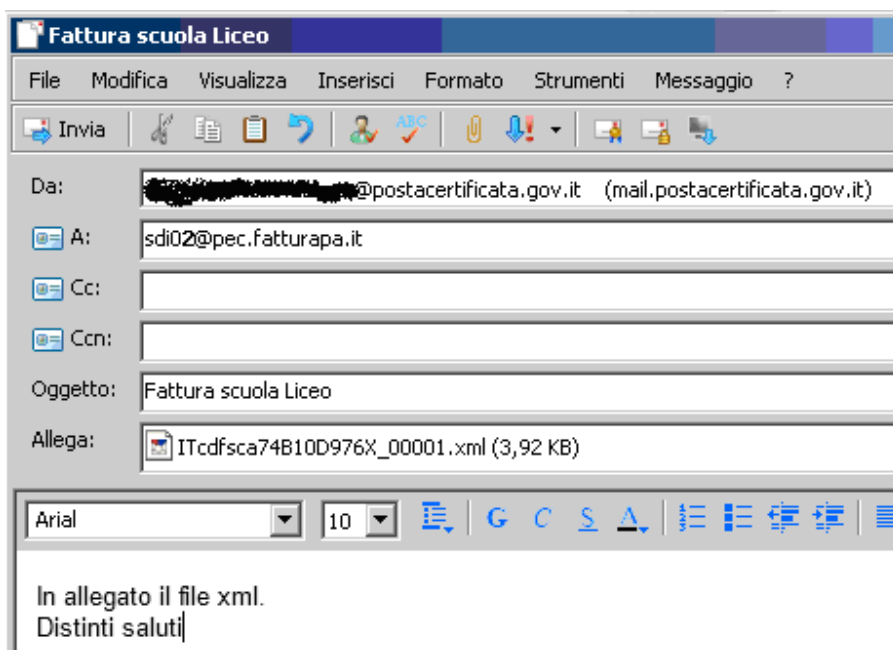 Fattura scuola Liceo
File Modifica Visualizza Inserisci Formato Strumenti Messaggio ?
Invia ABC
Da: @postacertificata.gov.it (mail.postacertificata.gov.it)
A: sdi02@pec.fatturapa.it
Cc:
Ccn:
Oggetto: Fattura scuola Liceo
Allega: ITcdfsca74B10D976X_00001.xml (3,92 KB)
Arial 10 G C S A
In allegato il file xml.
Distinti saluti